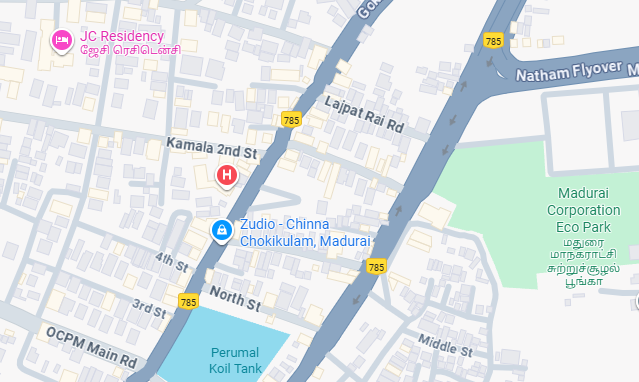 Gok
785
JC Residency
ஜேசி ரெசிடென்சி
Natham Flyover
M
Lajpat Rai Rd
785
Kamala 2nd St
H
Madurai
Corporation
Eco Park
மதுரை
மாநகராட்சி
சுற்றுச்சூழல்
பூங்கா
Zudio - Chinna
Chokikulam, Madurai
4th St
785
3rd St
785
North St
OCPM Main Rd
Middle St
Perumal
Koil Tank